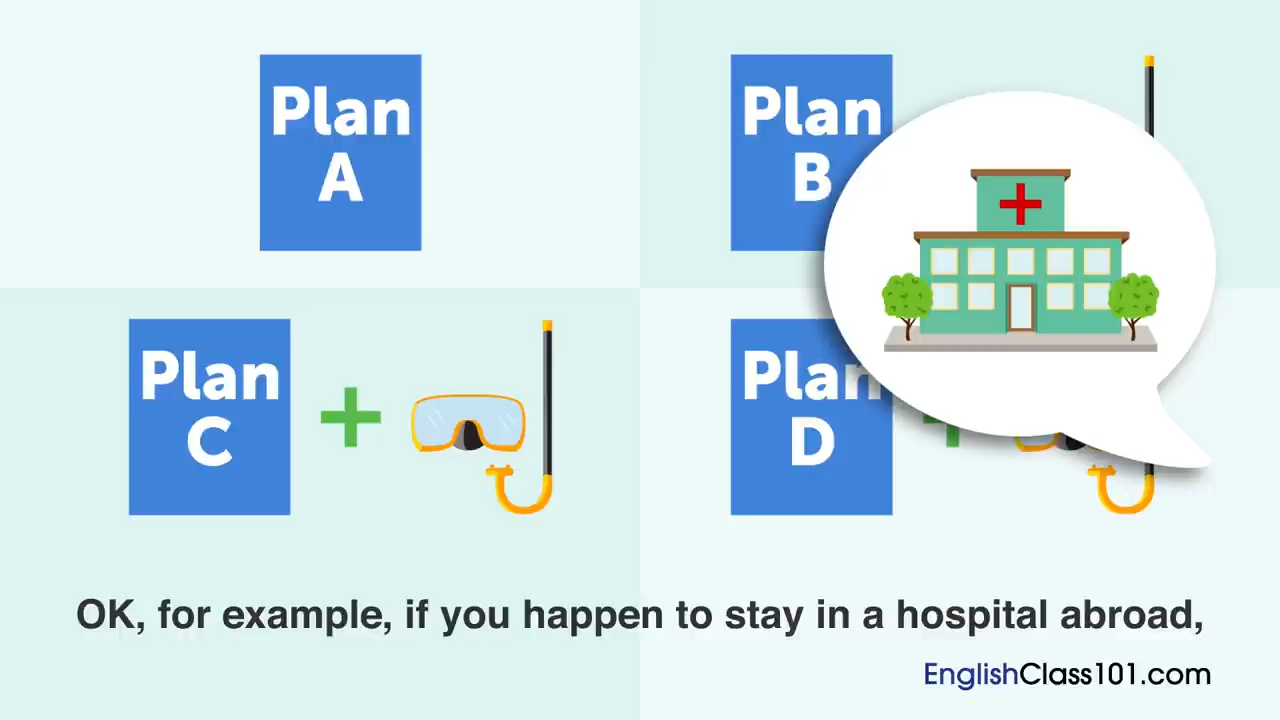 Plan
A
Plan
B
Plan
C
Plan
D
OK, for example, if you happen to stay in a hospital abroad,
EnglishClass101.com